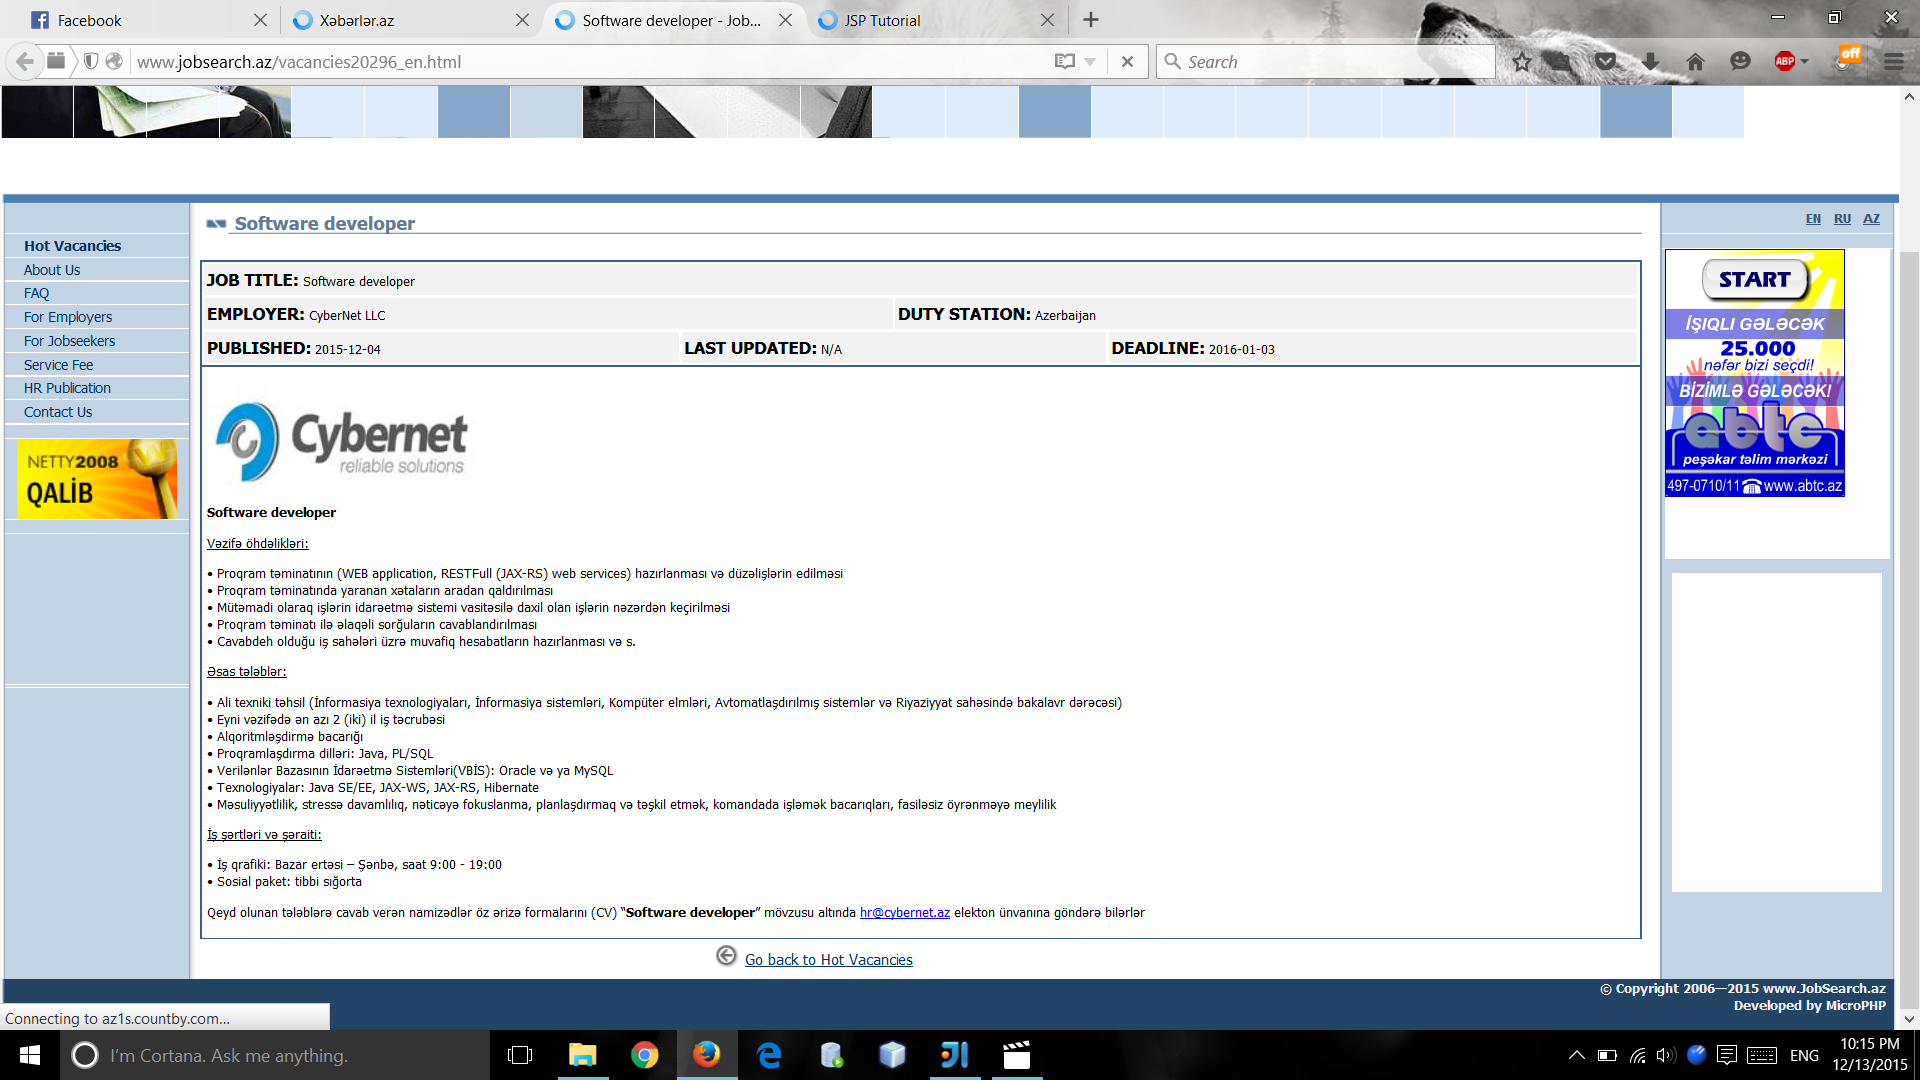 Facebook
Xəbərlər.az
Software developer - Job...
JSP Tutorial
www.jobsearch.az/vacancies20296_en.html
Search
ABP
off
Software developer
EN RU AZ
Hot Vacancies
About Us
FAQ
For Employers
For Jobseekers
Service Fee
HR Publication
Contact Us
NETTY2008
QALİB
JOB TITLE: Software developer
EMPLOYER: CyberNet LLC
DUTY STATION: Azerbaijan
PUBLISHED: 2015-12-04
LAST UPDATED: N/A
DEADLINE: 2016-01-03
Cybernet
reliable solutions
Software developer
Vəzifə öhdəlikləri:
• Proqram təminatının (WEB application, RESTFull (JAX-RS) web services) hazırlanması və düzəlişlərin edilməsi
• Proqram təminatında yaranan xətaların aradan qaldırılması
• Mütəmadi olaraq işlərin idarəetmə sistemi vasitəsilə daxil olan işlərin nəzərdən keçirilməsi
• Proqram təminatı ilə əlaqəli sorğuların cavablandırılması
• Cavabdeh olduğu iş sahələri üzrə muvafiq hesabatların hazırlanması və s.
Əsas tələblər:
• Ali texniki təhsil (İnformasiya texnologiyaları, İnformasiya sistemləri, Kompüter elmləri, Avtomatlaşdırılmış sistemlər və Riyaziyyat sahəsində bakalavr dərəcəsi)
• Eyni vəzifədə ən azı 2 (iki) il iş təcrubəsi
• Alqoritmləşdirmə bacarığı
• Proqramlaşdırma dilləri: Java, PL/SQL
• Verilənlər Bazasının İdarəetmə Sistemləri(VBİS): Oracle və ya MySQL
• Texnologiyalar: Java SE/EE, JAX-WS, JAX-RS, Hibernate
• Məsuliyyətlilik, stressə davamlılıq, nəticəyə fokuslanma, planlaşdırmaq və təşkil etmək, komandada işləmək bacarıqları, fasiləsiz öyrənməyə meylilik
İş şərtləri və şəraiti:
• İş qrafiki: Bazar ertəsi – Şənbə, saat 9:00 - 19:00
• Sosial paket: tibbi sığorta
Qeyd olunan tələblərə cavab verən namizədlər öz ərizə formalarını (CV) “Software developer” mövzusu altında hr@cybernet.az elekton ünvanına göndərə bilərlər
Go back to Hot Vacancies
START
İŞIQLI GƏLƏCƏK
25.000
nəfər bizi seçdi!
BİZİMLƏ GƏLƏCƏK!
abtc
peşəkar təlim mərkəzi
497-0710/11 www.abtc.az
© Copyright 2006—2015 www.JobSearch.az
Developed by MicroPHP
Connecting to az1s.countby.com...
I'm Cortana. Ask me anything.
ENG
10:15 PM
12/13/2015